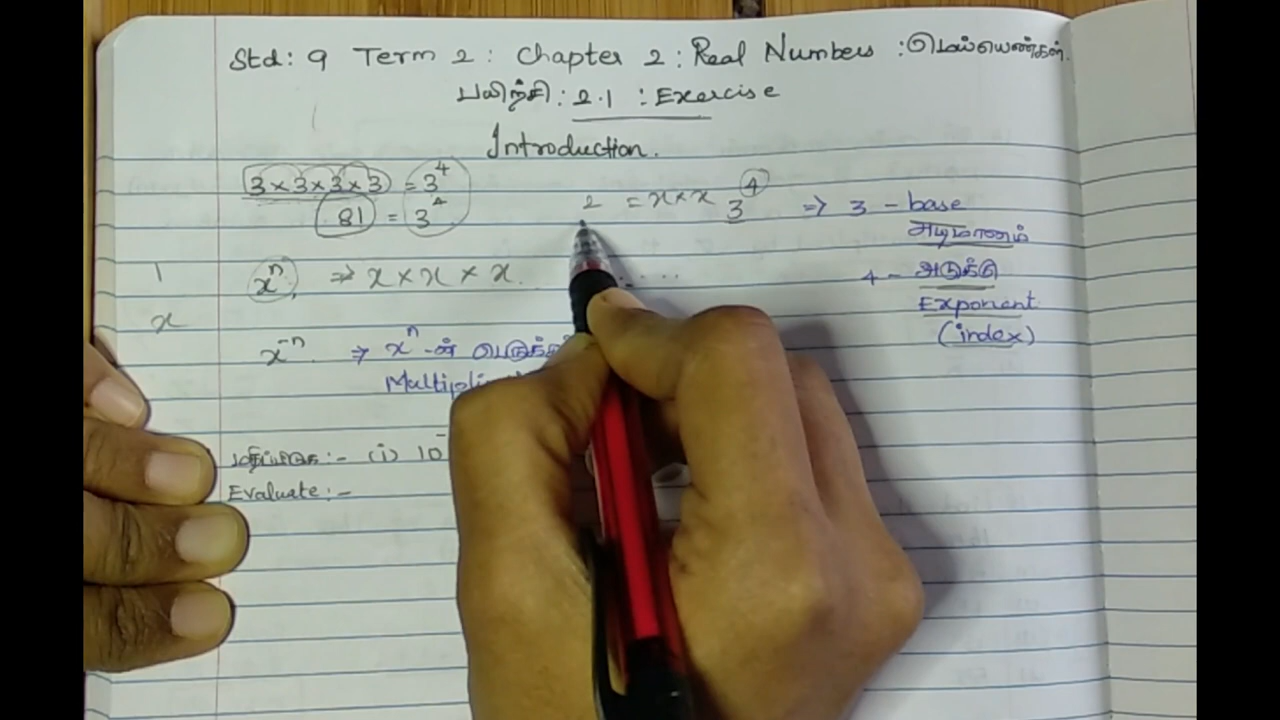 Std: 9 Term 2 : Chapter 2 : Real Numbers : மெய்யெண்கள்.
பயிற்சி : 2.1 : Exercise
Introduction.
3 × 3 × 3 × 3 = 3⁴
81 = 3⁴
2 = x × x
3⁴ ⇒ 3 - base
அடிமானம்
4 - அடுக்கு
Exponent
(index)
1
xⁿ ⇒ x × x × x .....
x
x⁻ⁿ ⇒ xⁿ -ன் பெருக்கல்
மதிப்பிடுக :- (i) 10⁻
Evaluate :-